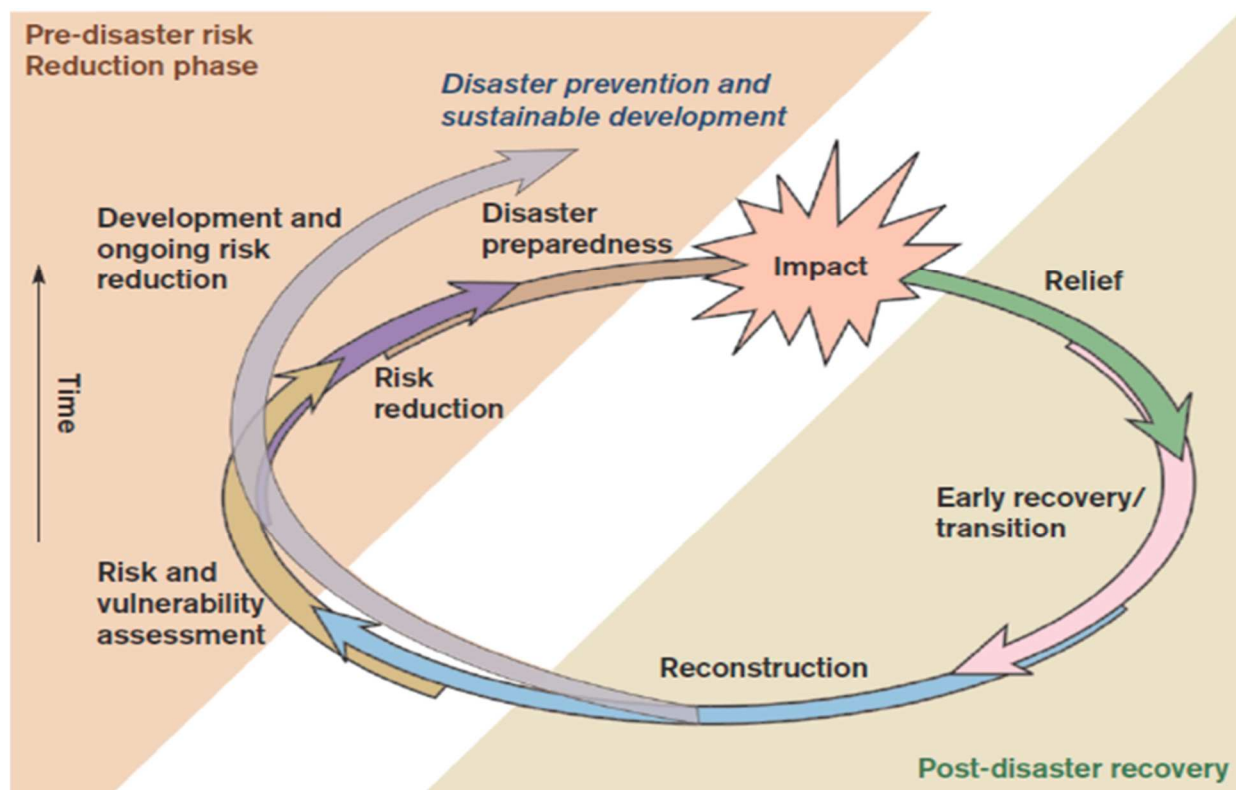 Pre-disaster risk
Reduction phase
Disaster prevention and
sustainable development
Development and
ongoing risk
reduction
Disaster
preparedness
Impact
Relief
Time
Risk
reduction
Early recovery/
transition
Risk and
vulnerability
assessment
Reconstruction
Post-disaster recovery